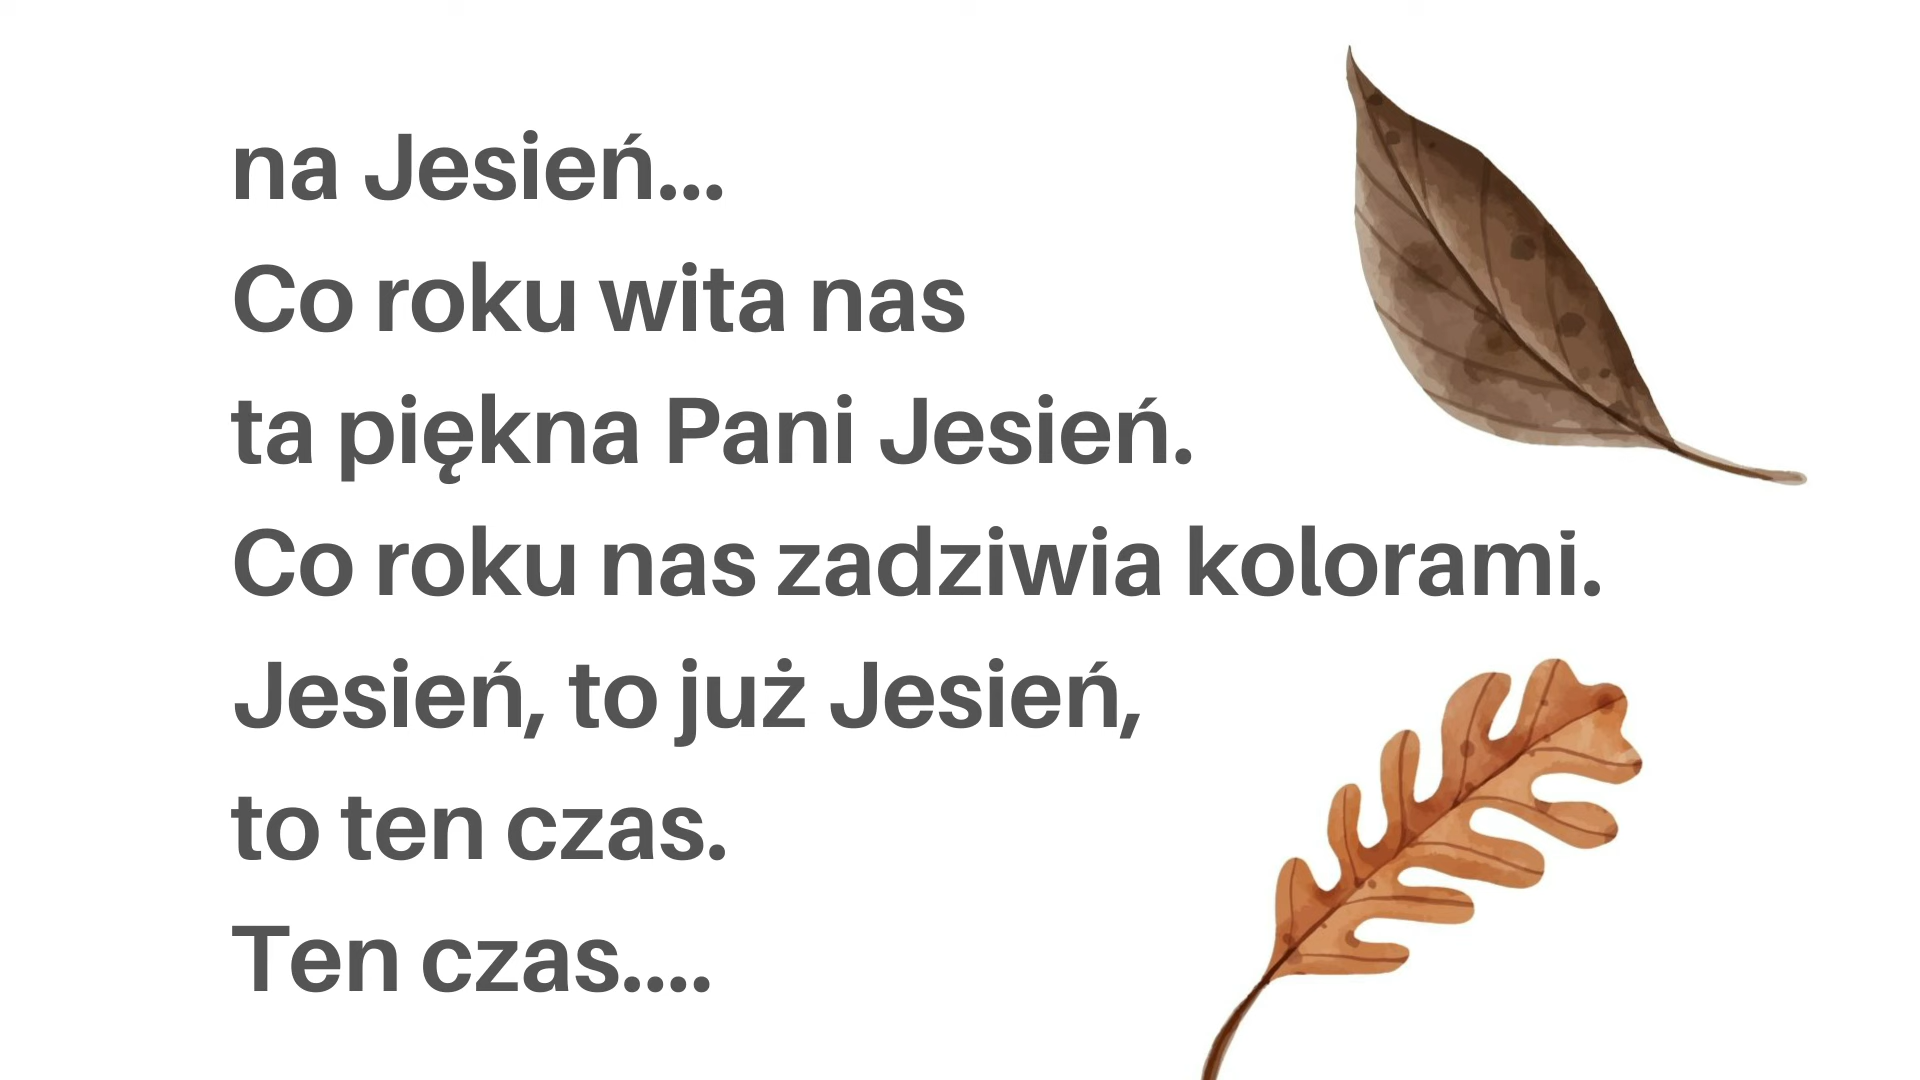 na Jesień...
Co roku wita nas
ta piękna Pani Jesień.
Co roku nas zadziwia kolorami.
Jesień, to już Jesień,
to ten czas.
Ten czas....